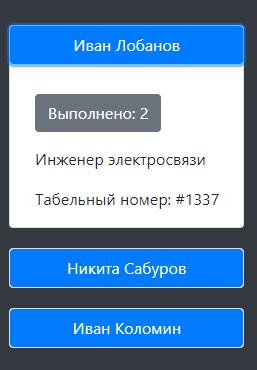 Иван Лобанов
Выполнено: 2
Инженер электросвязи
Табельный номер: #1337
Никита Сабуров
Иван Коломин